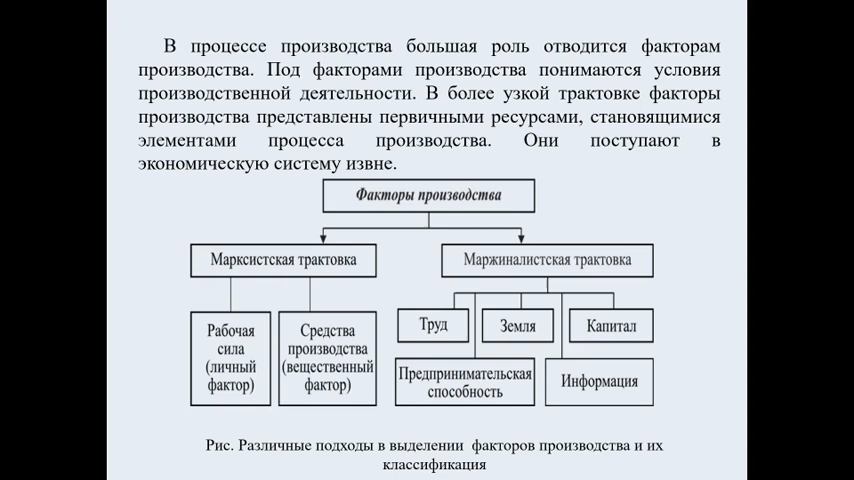 В процессе производства большая роль отводится факторам
производства. Под факторами производства понимаются условия
производственной деятельности. В более узкой трактовке факторы
производства представлены первичными ресурсами, становящимися
элементами процесса производства. Они поступают в
экономическую систему извне.
Факторы производства
Марксистская трактовка
Маржиналистская трактовка
Рабочая
сила
(личный
фактор)
Средства
производства
(вещественный
фактор)
Труд
Земля
Капитал
Предпринимательская
способность
Информация
Рис. Различные подходы в выделении факторов производства и их
классификация